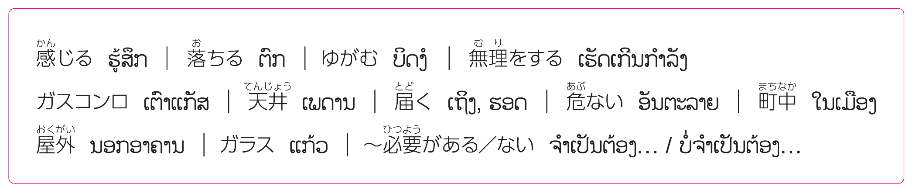 感じる ຮູ້ສຶກ | 落ちる ຕົກ | ゆがむ ບິດງໍ | 無理をする ເຮັດເກີນກຳລັງ
ガスコンロ ເຕົາແກັສ | 天井 ເພດານ | 届く ເຖິງ, ຮອດ | 危ない ອັນຕະລາຍ | 町中 ໃນເມືອງ
屋外 ນອກອາຄານ | ガラス ແກ້ວ | ～必要がある／ない ຈຳເປັນຕ້ອງ... / ບໍ່ຈຳເປັນຕ້ອງ...